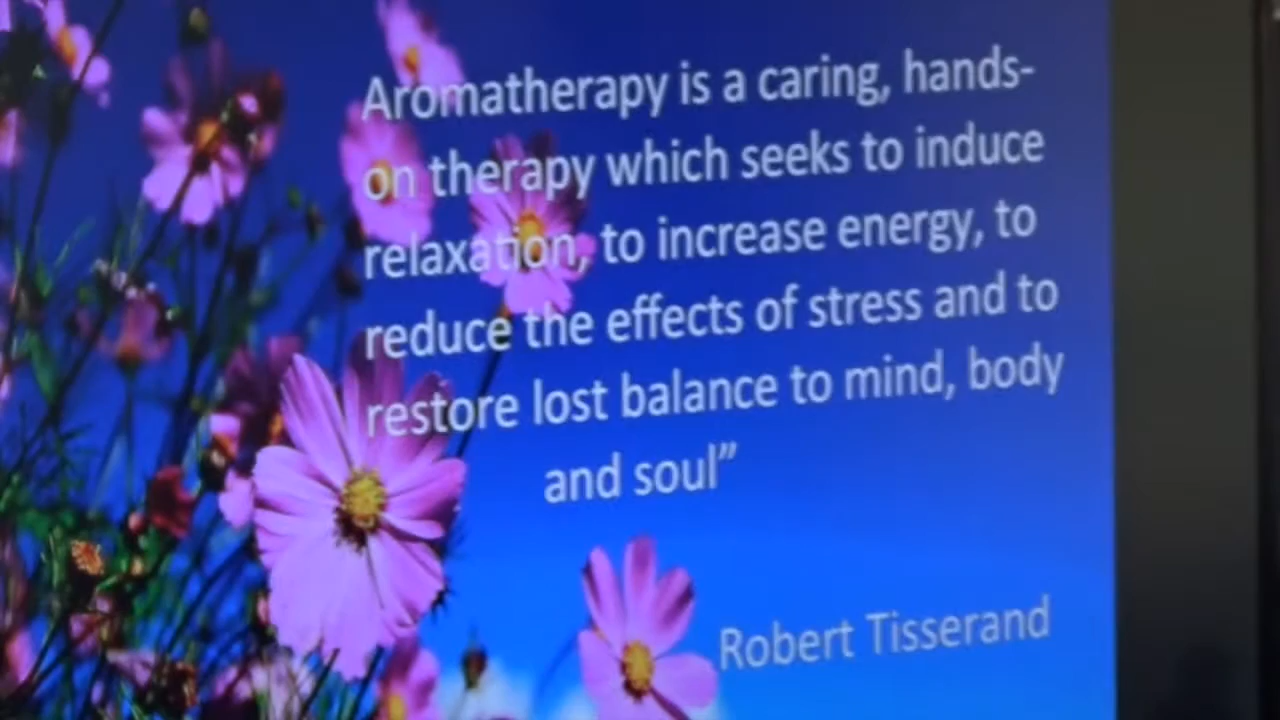 Aromatherapy is a caring, hands-
on therapy which seeks to induce
relaxation, to increase energy, to
reduce the effects of stress and to
restore lost balance to mind, body
and soul”
Robert Tisserand